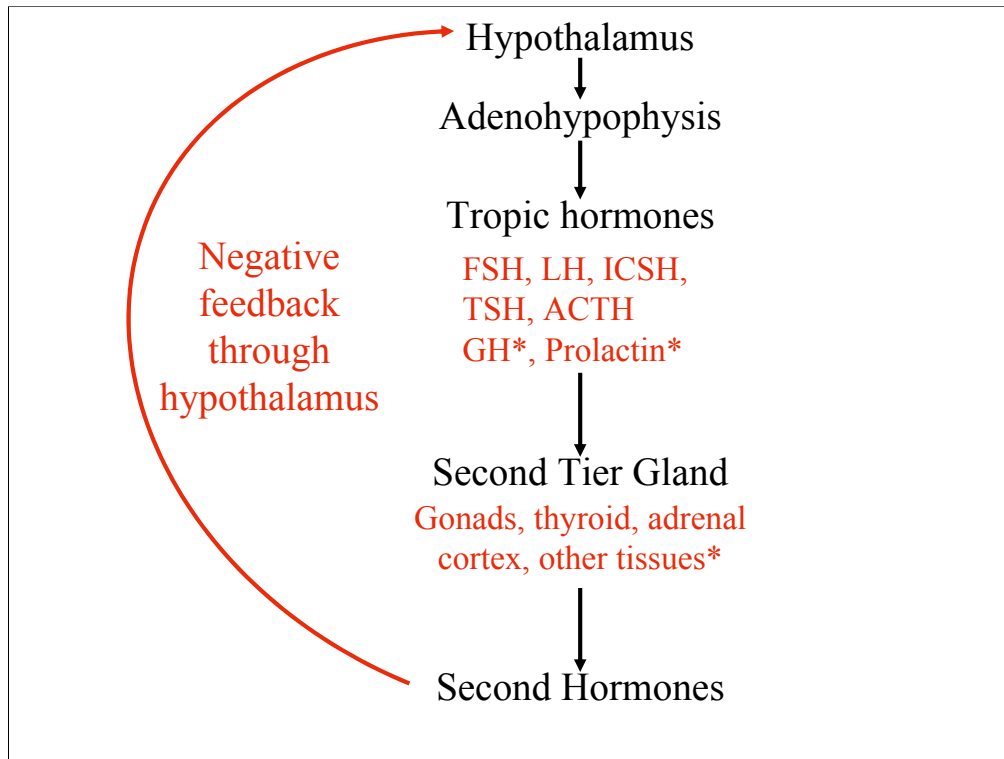 Hypothalamus
Adenohypophysis
Tropic hormones
FSH, LH, ICSH,
TSH, ACTH
GH*, Prolactin*
Negative
feedback
through
hypothalamus
Second Tier Gland
Gonads, thyroid, adrenal
cortex, other tissues*
Second Hormones